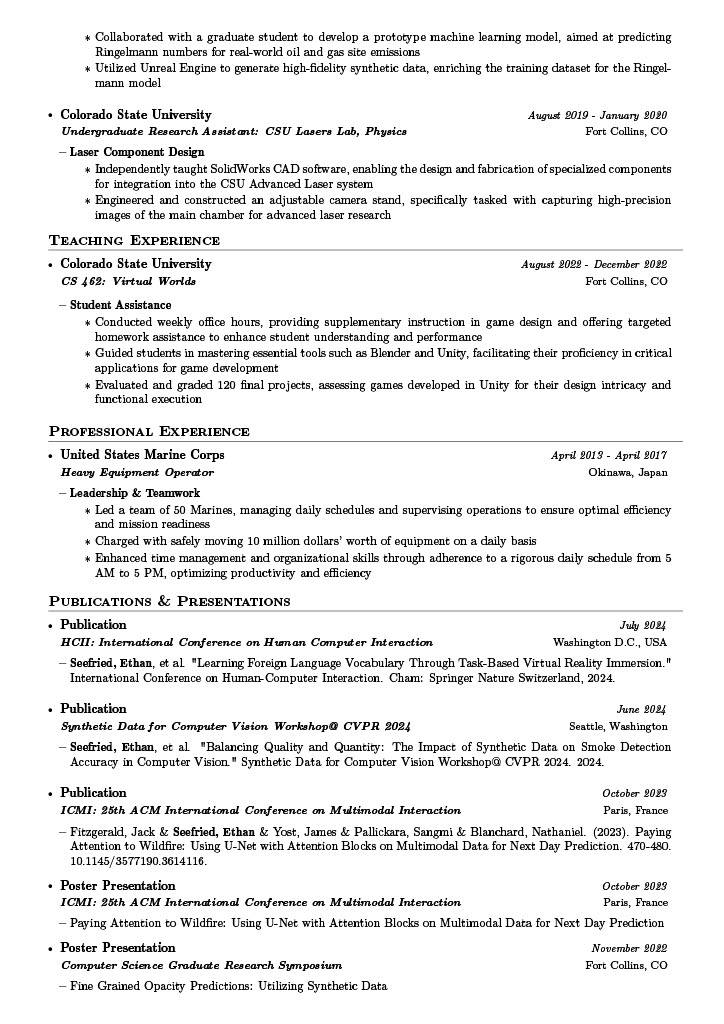 ∗ Collaborated with a graduate student to develop a prototype machine learning model, aimed at predicting
Ringelmann numbers for real-world oil and gas site emissions
∗ Utilized Unreal Engine to generate high-fidelity synthetic data, enriching the training dataset for the Ringel-
mann model
• Colorado State University August 2019 - January 2020
Undergraduate Research Assistant: CSU Lasers Lab, Physics Fort Collins, CO
– Laser Component Design
∗ Independently taught SolidWorks CAD software, enabling the design and fabrication of specialized components
for integration into the CSU Advanced Laser system
∗ Engineered and constructed an adjustable camera stand, specifically tasked with capturing high-precision
images of the main chamber for advanced laser research
Teaching Experience
• Colorado State University August 2022 - December 2022
CS 462: Virtual Worlds Fort Collins, CO
– Student Assistance
∗ Conducted weekly office hours, providing supplementary instruction in game design and offering targeted
homework assistance to enhance student understanding and performance
∗ Guided students in mastering essential tools such as Blender and Unity, facilitating their proficiency in critical
applications for game development
∗ Evaluated and graded 120 final projects, assessing games developed in Unity for their design intricacy and
functional execution
Professional Experience
• United States Marine Corps April 2013 - April 2017
Heavy Equipment Operator Okinawa, Japan
– Leadership & Teamwork
∗ Led a team of 50 Marines, managing daily schedules and supervising operations to ensure optimal efficiency
and mission readiness
∗ Charged with safely moving 10 million dollars' worth of equipment on a daily basis
∗ Enhanced time management and organizational skills through adherence to a rigorous daily schedule from 5
AM to 5 PM, optimizing productivity and efficiency
Publications & Presentations
• Publication July 2024
HCII: International Conference on Human Computer Interaction Washington D.C., USA
– Seefried, Ethan, et al. "Learning Foreign Language Vocabulary Through Task-Based Virtual Reality Immersion."
International Conference on Human-Computer Interaction. Cham: Springer Nature Switzerland, 2024.
• Publication June 2024
Synthetic Data for Computer Vision Workshop@ CVPR 2024 Seattle, Washington
– Seefried, Ethan, et al. "Balancing Quality and Quantity: The Impact of Synthetic Data on Smoke Detection
Accuracy in Computer Vision." Synthetic Data for Computer Vision Workshop@ CVPR 2024. 2024.
• Publication October 2023
ICMI: 25th ACM International Conference on Multimodal Interaction Paris, France
– Fitzgerald, Jack & Seefried, Ethan & Yost, James & Pallickara, Sangmi & Blanchard, Nathaniel. (2023). Paying
Attention to Wildfire: Using U-Net with Attention Blocks on Multimodal Data for Next Day Prediction. 470-480.
10.1145/3577190.3614116.
• Poster Presentation October 2023
ICMI: 25th ACM International Conference on Multimodal Interaction Paris, France
– Paying Attention to Wildfire: Using U-Net with Attention Blocks on Multimodal Data for Next Day Prediction
• Poster Presentation November 2022
Computer Science Graduate Research Symposium Fort Collins, CO
– Fine Grained Opacity Predictions: Utilizing Synthetic Data